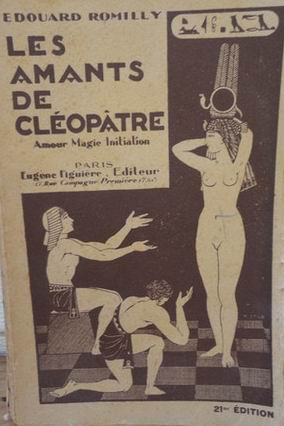 EDOUARD ROMILLY
LES
AMANTS
DE
CLÉOPÂTRE
Amour Magie Initiation
PARIS
Eugène Figuière, Editeur
17, Rue Campagne Première
21me ÉDITION